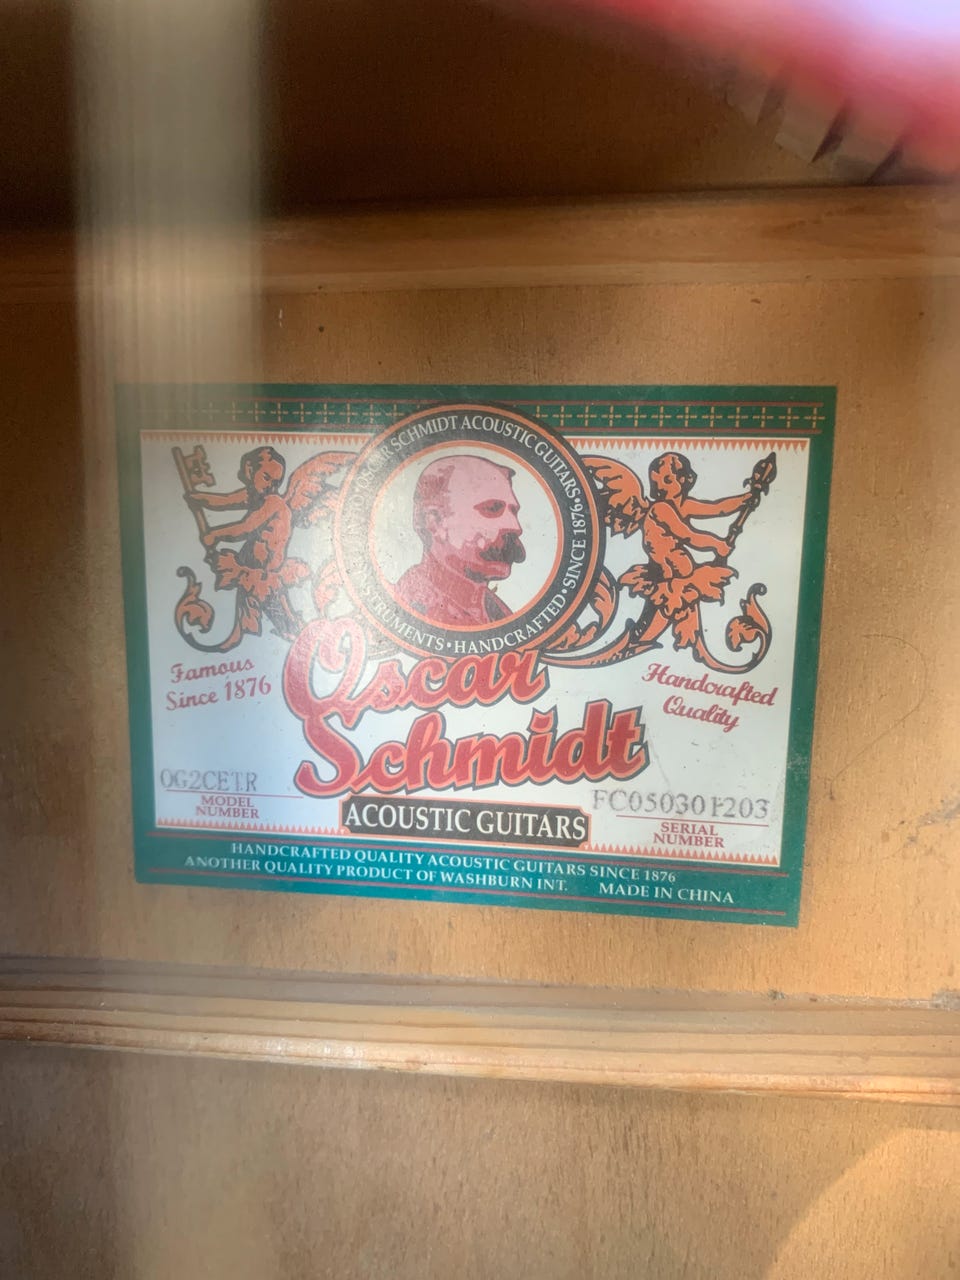 OSCAR SCHMIDT ACOUSTIC GUITARS • SINCE 1876 •
INSTRUMENTS • HANDCRAFTED •
Famous
Since 1876
Handcrafted
Quality
Oscar
Schmidt
ACOUSTIC GUITARS
OG2CETR
MODEL
NUMBER
FC050301203
SERIAL
NUMBER
HANDCRAFTED QUALITY ACOUSTIC GUITARS SINCE 1876
ANOTHER QUALITY PRODUCT OF WASHBURN INT. MADE IN CHINA